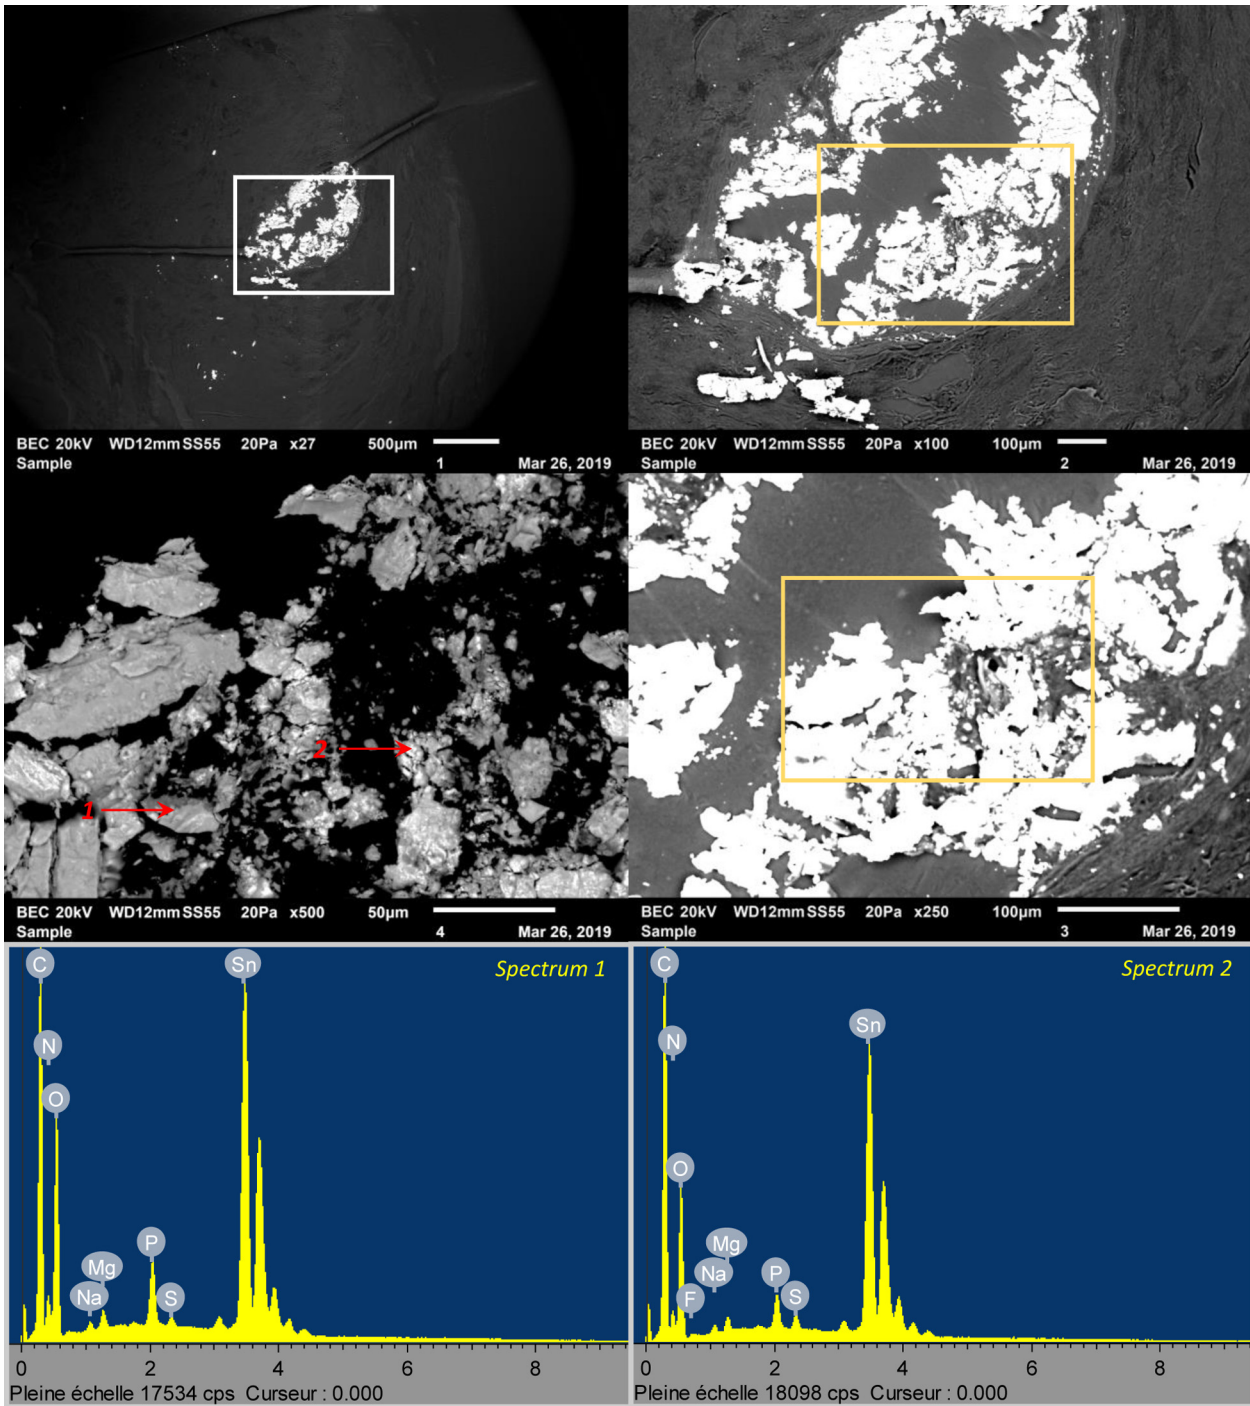 BEC 20kV WD12mm SS55 20Pa x27 500µm
Sample 1 Mar 26, 2019
BEC 20kV WD12mm SS55 20Pa x100 100µm
Sample 2 Mar 26, 2019
2
1
BEC 20kV WD12mm SS55 20Pa x500 50µm
Sample 4 Mar 26, 2019
BEC 20kV WD12mm SS55 20Pa x250 100µm
Sample 3 Mar 26, 2019
C Sn Spectrum 1
N
O
P
Mg
Na S
0 2 4 6 8
Pleine échelle 17534 cps Curseur : 0.000
C Spectrum 2
Sn
N
O
Mg
Na P
F S
0 2 4 6 8
Pleine échelle 18098 cps Curseur : 0.000